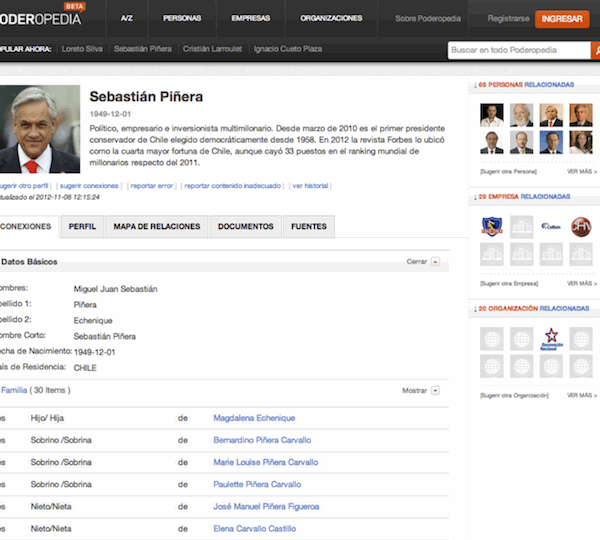 BETA
ODEROPEDIA
A/Z PERSONAS EMPRESAS ORGANIZACIONES Sobre Poderopedia Registrarse INGRESAR
OPULAR AHORA: Loreto Silva Sebastián Piñera Cristián Larroulet Ignacio Cueto Plaza Buscar en todo Poderopedia
Sebastián Piñera
1949-12-01
Político, empresario e inversionista multimillonario. Desde marzo de 2010 es el primer presidente
conservador de Chile elegido democráticamente desde 1958. En 2012 la revista Forbes lo ubicó
como la cuarta mayor fortuna de Chile, aunque cayó 33 puestos en el ranking mundial de
millonarios respecto del 2011.
ugerir otro perfil] [sugerir conexiones] [reportar error] [reportar contenido inadecuado] [ver historial]
ctualizado el 2012-11-08 12:15:24
CONEXIONES PERFIL MAPA DE RELACIONES DOCUMENTOS FUENTES
Datos Básicos Cerrar
ombres: Miguel Juan Sebastián
pellido 1: Piñera
pellido 2: Echenique
ombre Corto: Sebastián Piñera
echa de Nacimiento: 1949-12-01
aís de Residencia: CHILE
Familia ( 30 Items ) Mostrar
es Hijo/ Hija de Magdalena Echenique
es Sobrino /Sobrina de Bernardino Piñera Carvallo
es Sobrino /Sobrina de Marie Louise Piñera Carvallo
es Sobrino /Sobrina de Paulette Piñera Carvallo
es Nieto/Nieta de José Manuel Piñera Figueroa
es Nieto/Nieta de Elena Carvallo Castillo
69 PERSONAS RELACIONADAS
[Sugerir otra Persona] VER MÁS >
29 EMPRESA RELACIONADAS
[Sugerir otra Empresa] VER MÁS >
20 ORGANIZACIÓN RELACIONADAS
Renovación
Nacional
[Sugerir otra Organización] VER MÁS >